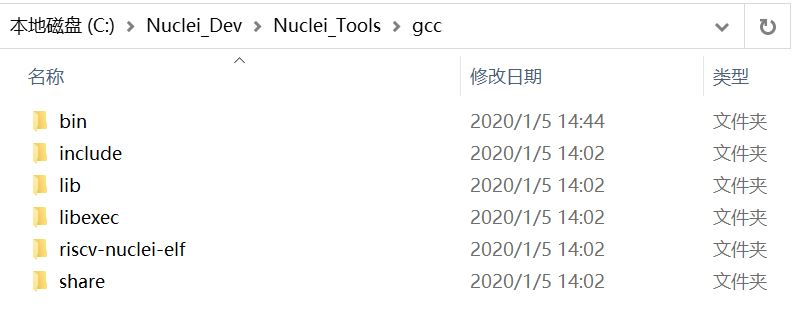 本地磁盘 (C:) > Nuclei_Dev > Nuclei_Tools > gcc
名称 修改日期 类型
bin 2020/1/5 14:44 文件夹
include 2020/1/5 14:02 文件夹
lib 2020/1/5 14:02 文件夹
libexec 2020/1/5 14:02 文件夹
riscv-nuclei-elf 2020/1/5 14:02 文件夹
share 2020/1/5 14:02 文件夹